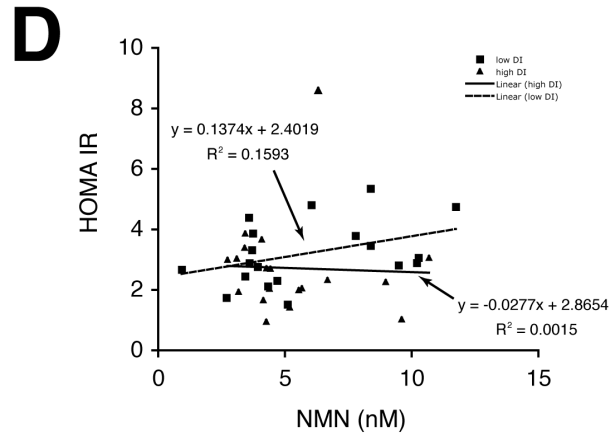 D
10
8
6
4
2
0
HOMA IR
low DI
high DI
Linear (high DI)
Linear (low DI)
y = 0.1374x + 2.4019
R² = 0.1593
y = -0.0277x + 2.8654
R² = 0.0015
0 5 10 15
NMN (nM)